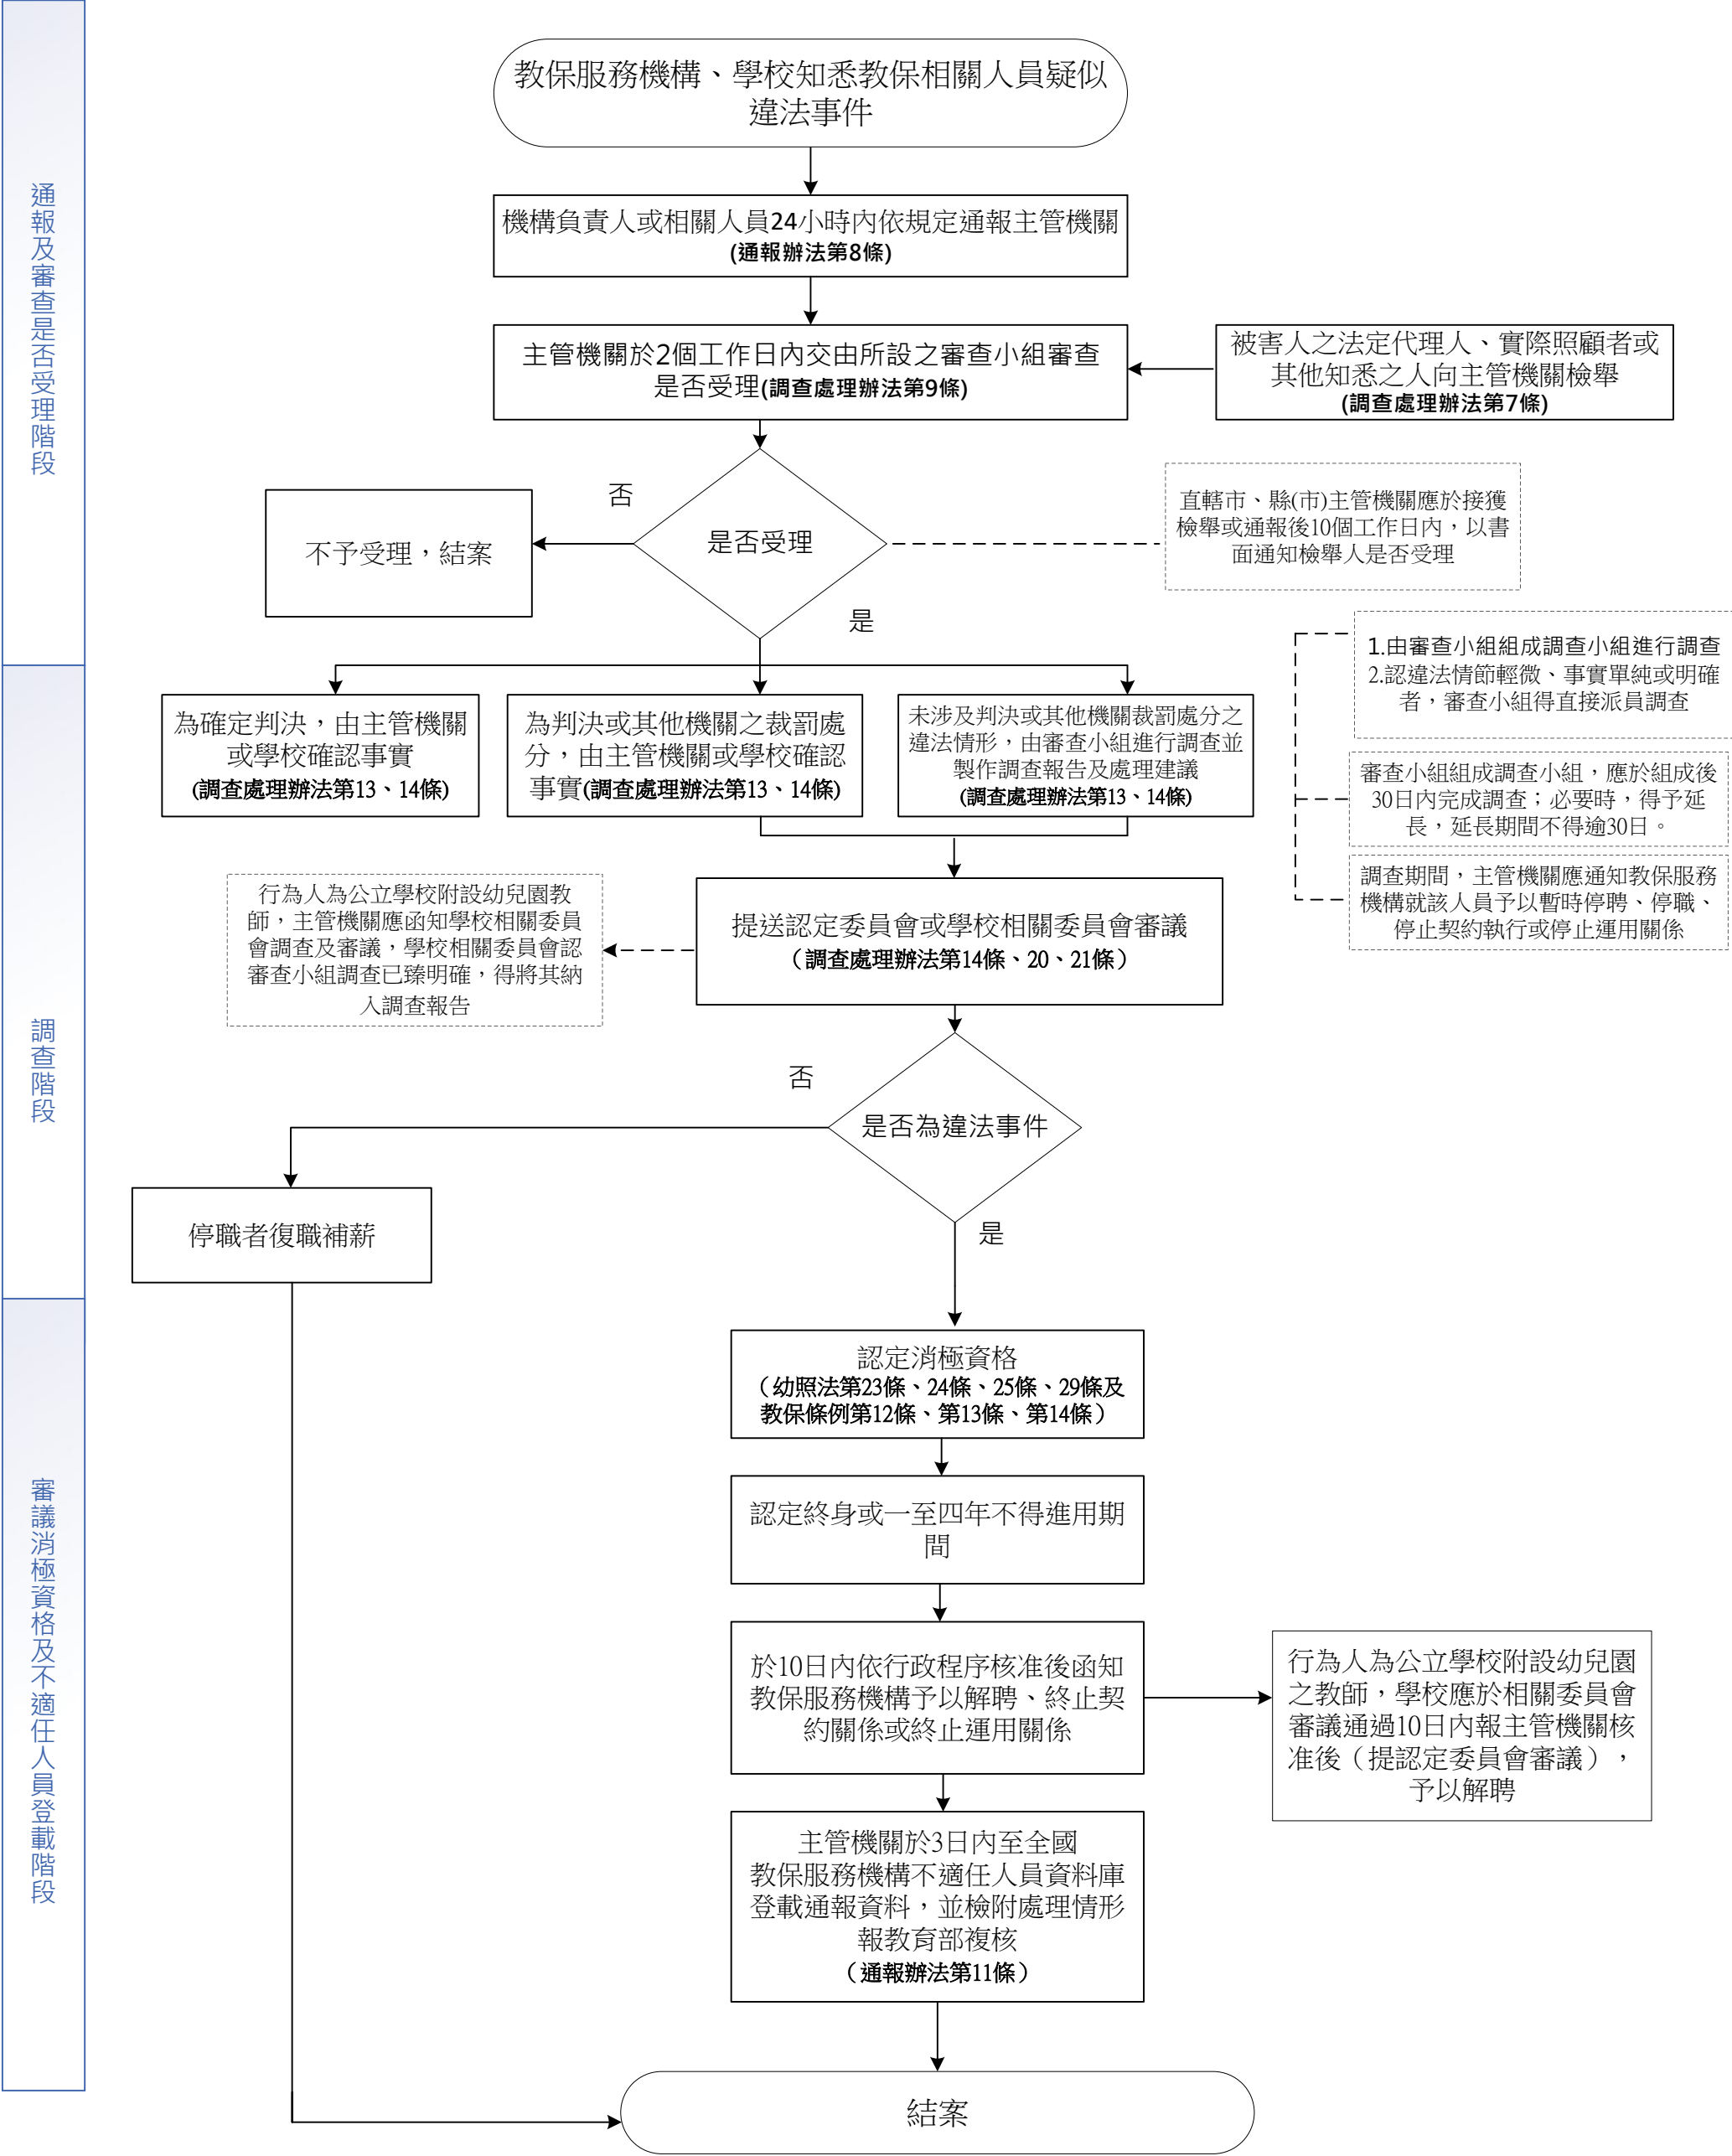 通報及審查是否受理階段
教保服務機構、學校知悉教保相關人員疑似
違法事件
機構負責人或相關人員24小時內依規定通報主管機關
(通報辦法第8條)
主管機關於2個工作日內交由所設之審查小組審查
是否受理(調查處理辦法第9條)
被害人之法定代理人、實際照顧者或
其他知悉之人向主管機關檢舉
(調查處理辦法第7條)
否
是否受理
不予受理，結案
直轄市、縣(市)主管機關應於接獲
檢舉或通報後10個工作日內，以書
面通知檢舉人是否受理
是
調查階段
為確定判決，由主管機關
或學校確認事實
(調查處理辦法第13、14條)
為判決或其他機關之裁罰處
分，由主管機關或學校確認
事實(調查處理辦法第13、14條)
未涉及判決或其他機關裁罰處分之
違法情形，由審查小組進行調查並
製作調查報告及處理建議
(調查處理辦法第13、14條)
1.由審查小組組成調查小組進行調查
2.認違法情節輕微、事實單純或明確
者，審查小組得直接派員調查
審查小組組成調查小組，應於組成後
30日內完成調查；必要時，得予延
長，延長期間不得逾30日。
調查期間，主管機關應通知教保服務
機構就該人員予以暫時停聘、停職、
停止契約執行或停止運用關係
行為人為公立學校附設幼兒園教
師，主管機關應函知學校相關委員
會調查及審議，學校相關委員會認
審查小組調查已臻明確，得將其納
入調查報告
提送認定委員會或學校相關委員會審議
（調查處理辦法第14條、20、21條）
否
是否為違法事件
停職者復職補薪
是
審議消極資格及不適任人員登載階段
認定消極資格
（幼照法第23條、24條、25條、29條及
教保條例第12條、第13條、第14條）
認定終身或一至四年不得進用期
間
於10日內依行政程序核准後函知
教保服務機構予以解聘、終止契
約關係或終止運用關係
行為人為公立學校附設幼兒園
之教師，學校應於相關委員會
審議通過10日內報主管機關核
准後（提認定委員會審議），
予以解聘
主管機關於3日內至全國
教保服務機構不適任人員資料庫
登載通報資料，並檢附處理情形
報教育部複核
（通報辦法第11條）
結案